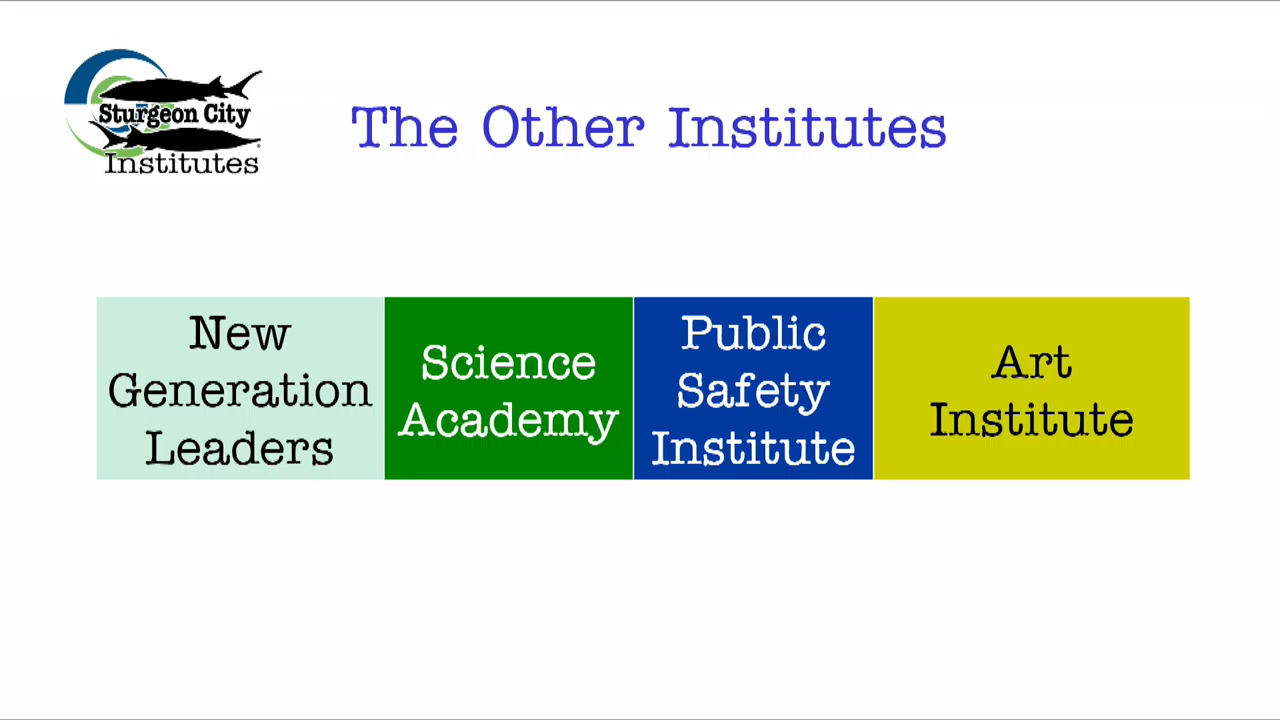 Sturgeon City
Institutes
The Other Institutes
New
Generation
Leaders
Science
Academy
Public
Safety
Institute
Art
Institute